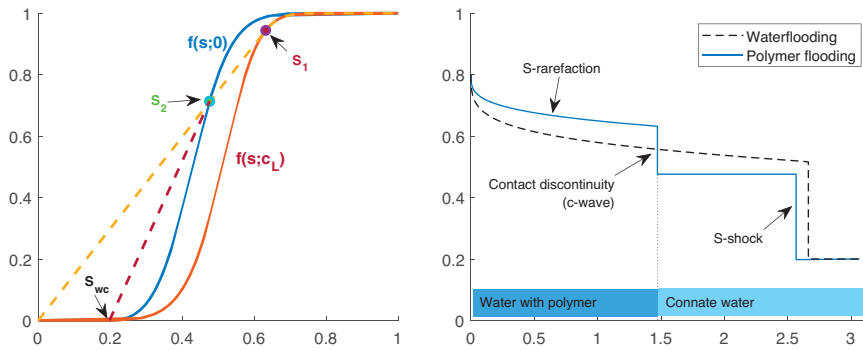 1
0.8
0.6
0.4
0.2
0
0
0.2
0.4
0.6
0.8
1
f(s;0)
S1
S2
f(s;cL)
Swc
1
0.8
0.6
0.4
0.2
0
0
0.5
1
1.5
2
2.5
3
Waterflooding
Polymer flooding
S-rarefaction
Contact discontinuity
(c-wave)
S-shock
Water with polymer
Connate water